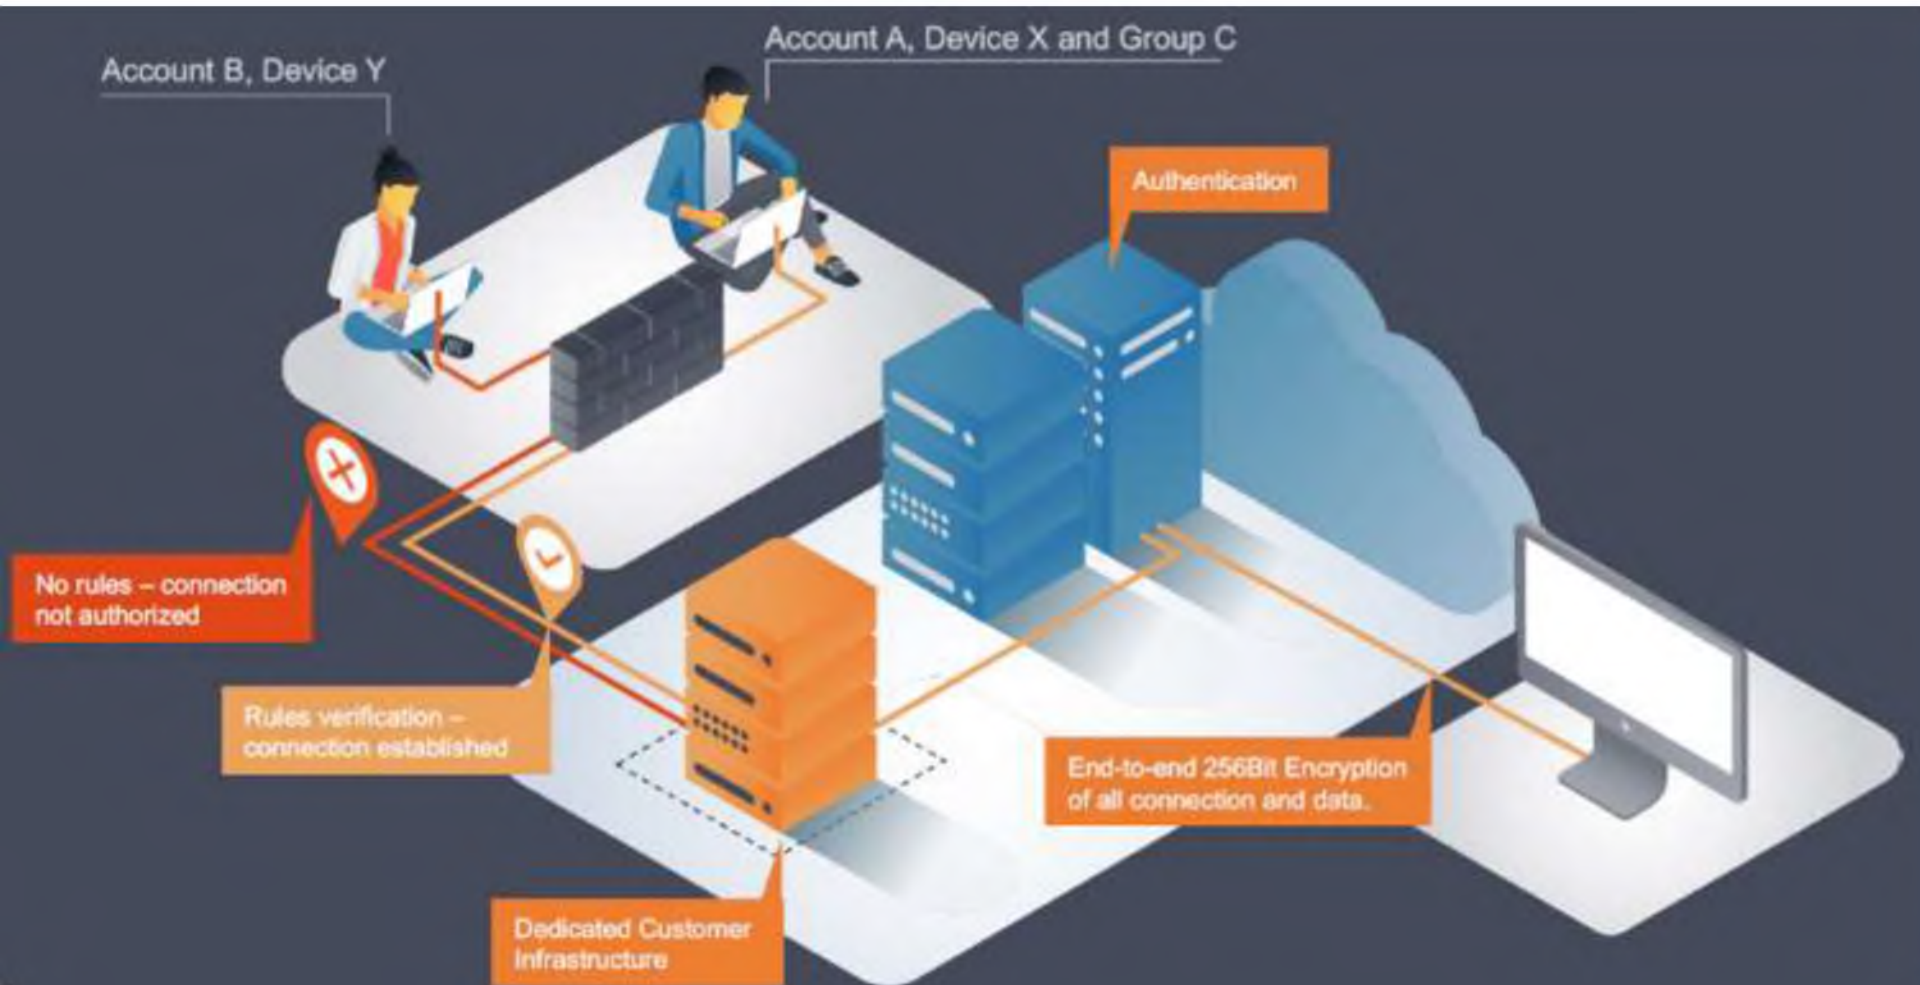 Account A, Device X and Group C
Account B, Device Y
Authentication
No rules – connection
not authorized
Rules verification –
connection established
End-to-end 256Bit Encryption
of all connection and data.
Dedicated Customer
Infrastructure